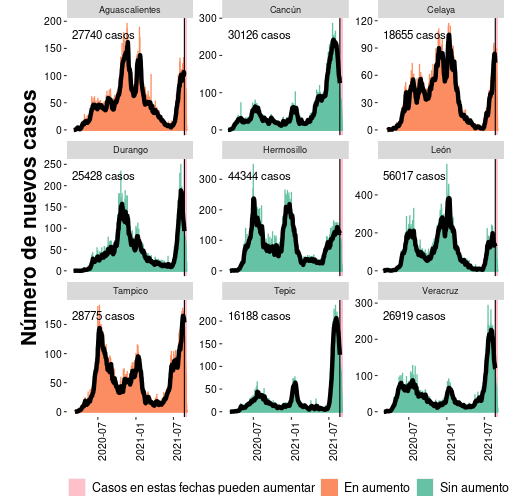 Número de nuevos casos
Aguascalientes
27740 casos
200
150
100
50
0
Cancún
30126 casos
300
200
100
0
Celaya
18655 casos
120
90
60
30
0
Durango
25428 casos
250
200
150
100
50
0
Hermosillo
44344 casos
300
200
100
0
León
56017 casos
400
200
0
Tampico
28775 casos
150
100
50
0
Tepic
16188 casos
200
150
100
50
0
Veracruz
26919 casos
300
200
100
0
2020-07
2021-01
2021-07
2020-07
2021-01
2021-07
2020-07
2021-01
2021-07
Casos en estas fechas pueden aumentar
En aumento
Sin aumento